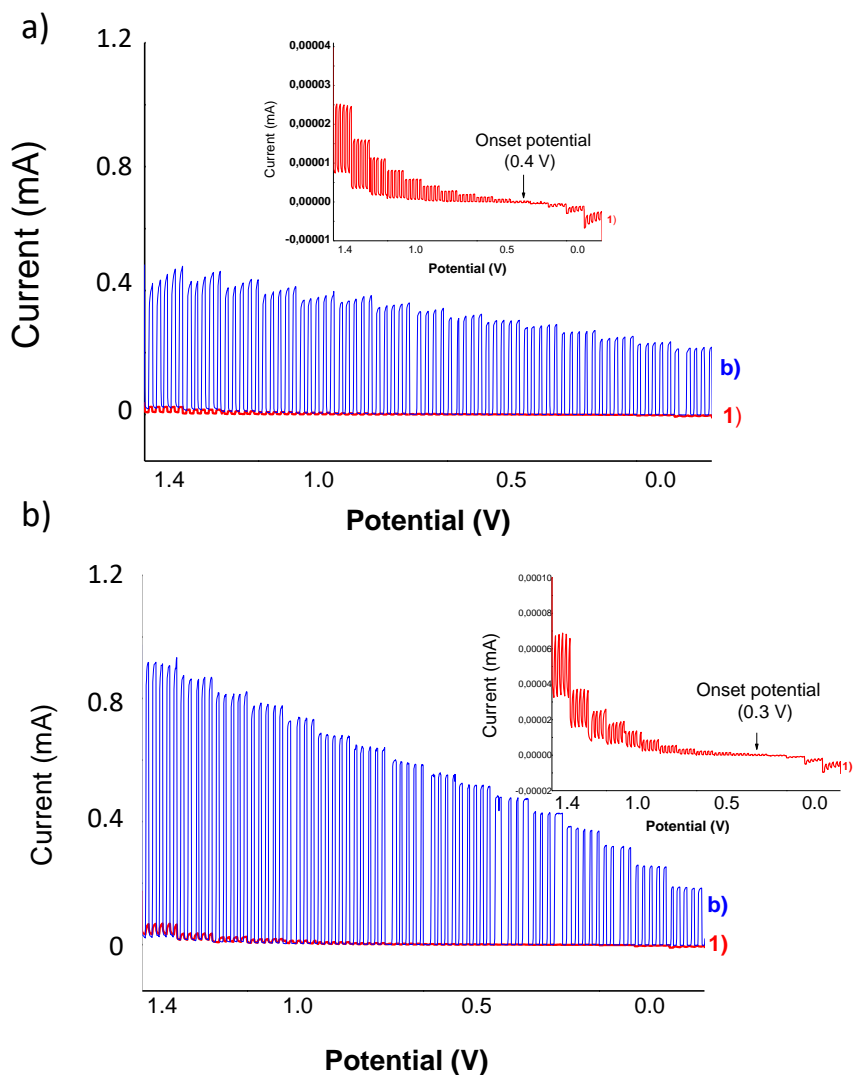 a)
1.2
0.8
0.4
0
Current (mA)
0,00004
0,00003
0,00002
0,00001
0,00000
-0,00001
Current (mA)
Onset potential
(0.4 V)
1)
1.4 1.0 0.5 0.0
Potential (V)
b)
1)
1.4 1.0 0.5 0.0
Potential (V)
b)
1.2
0.8
0.4
0
Current (mA)
0,00010
0,00008
0,00006
0,00004
0,00002
0,00000
-0,00002
Current (mA)
Onset potential
(0.3 V)
1)
1.4 1.0 0.5 0.0
Potential (V)
b)
1)
1.4 1.0 0.5 0.0
Potential (V)